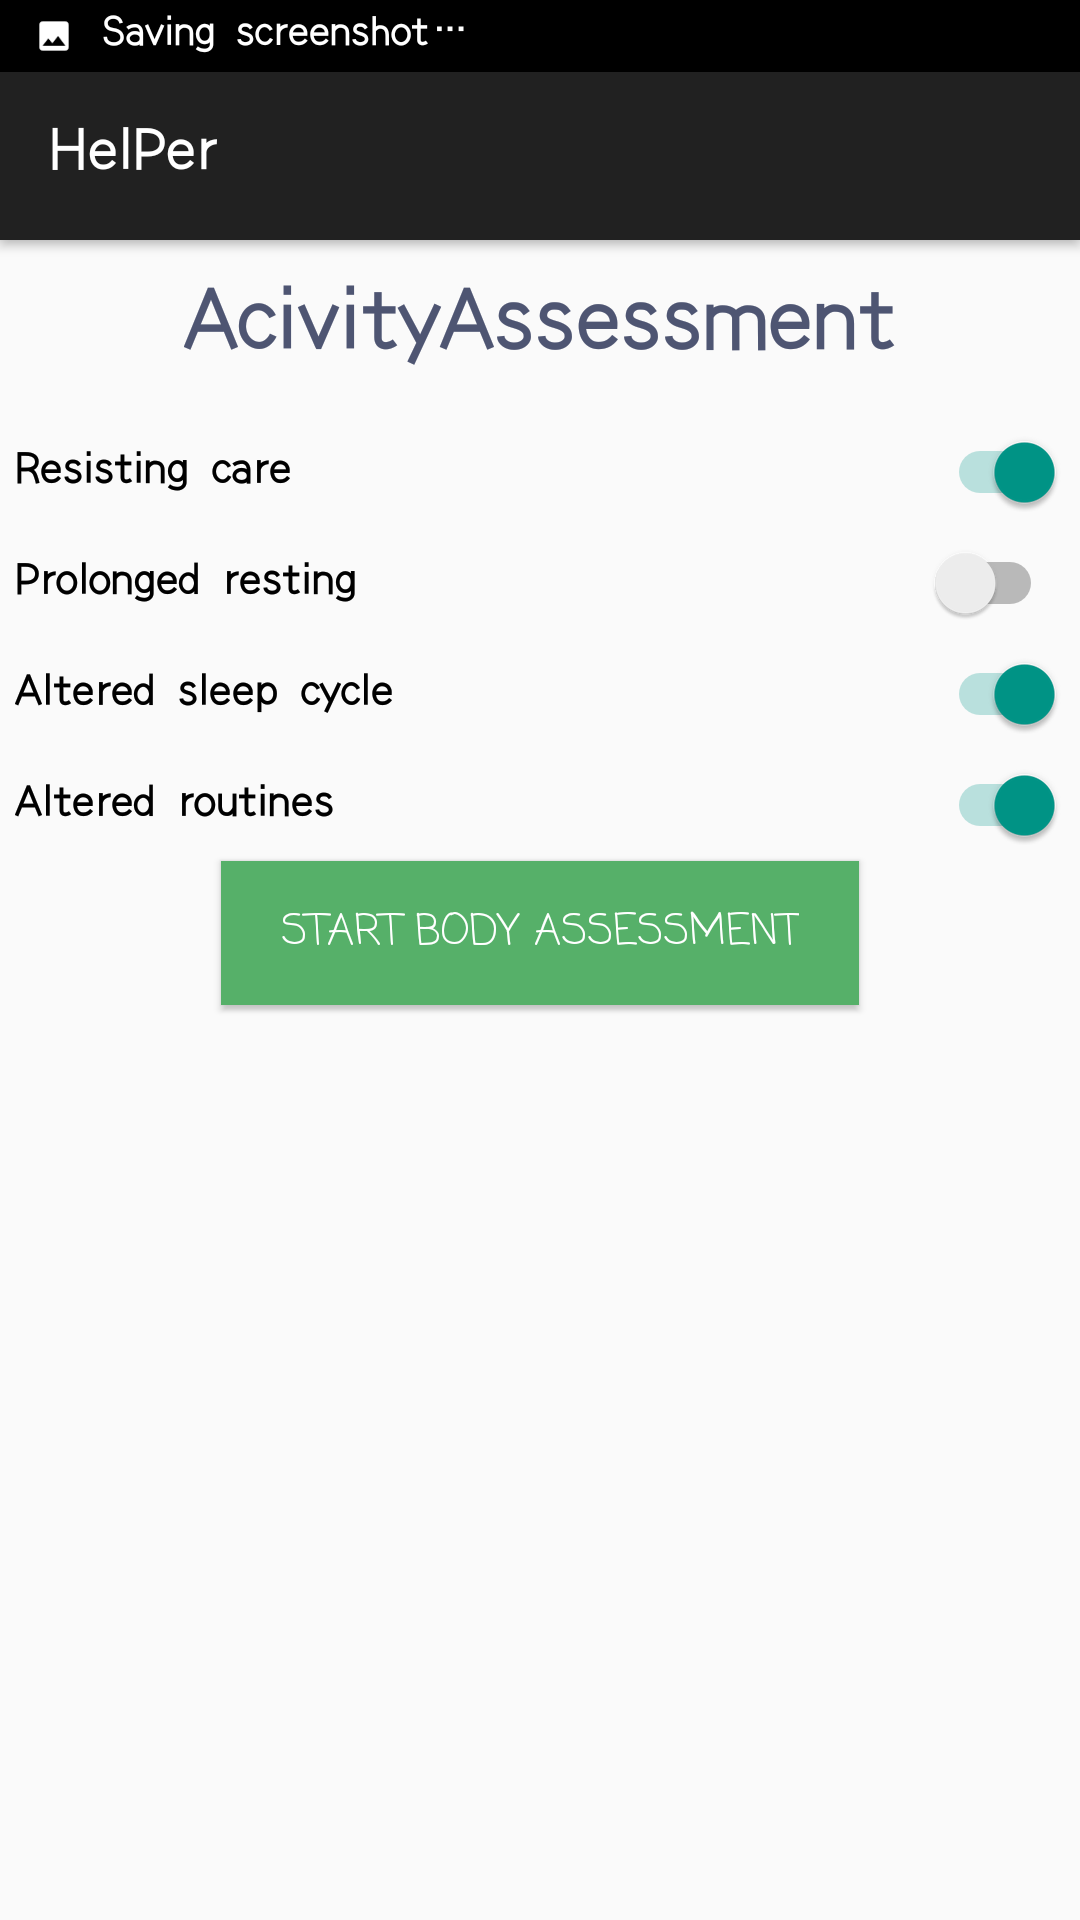 Saving screenshot...
HelPer
AcivityAssessment
Resisting care
Prolonged resting
Altered sleep cycle
Altered routines
START BODY ASSESSMENT